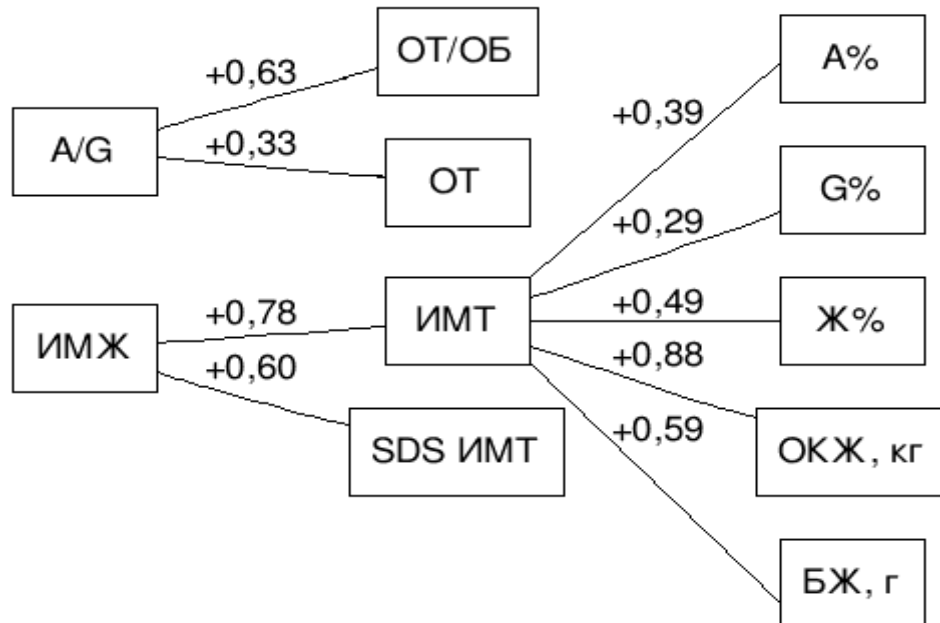 ОТ/ОБ
А%
+0,63
+0,39
A/G
+0,33
ОТ
G%
+0,29
ИМТ
+0,49
Ж%
+0,78
ИМЖ
+0,88
+0,60
+0,59
SDS ИМТ
ОКЖ, кг
БЖ, г